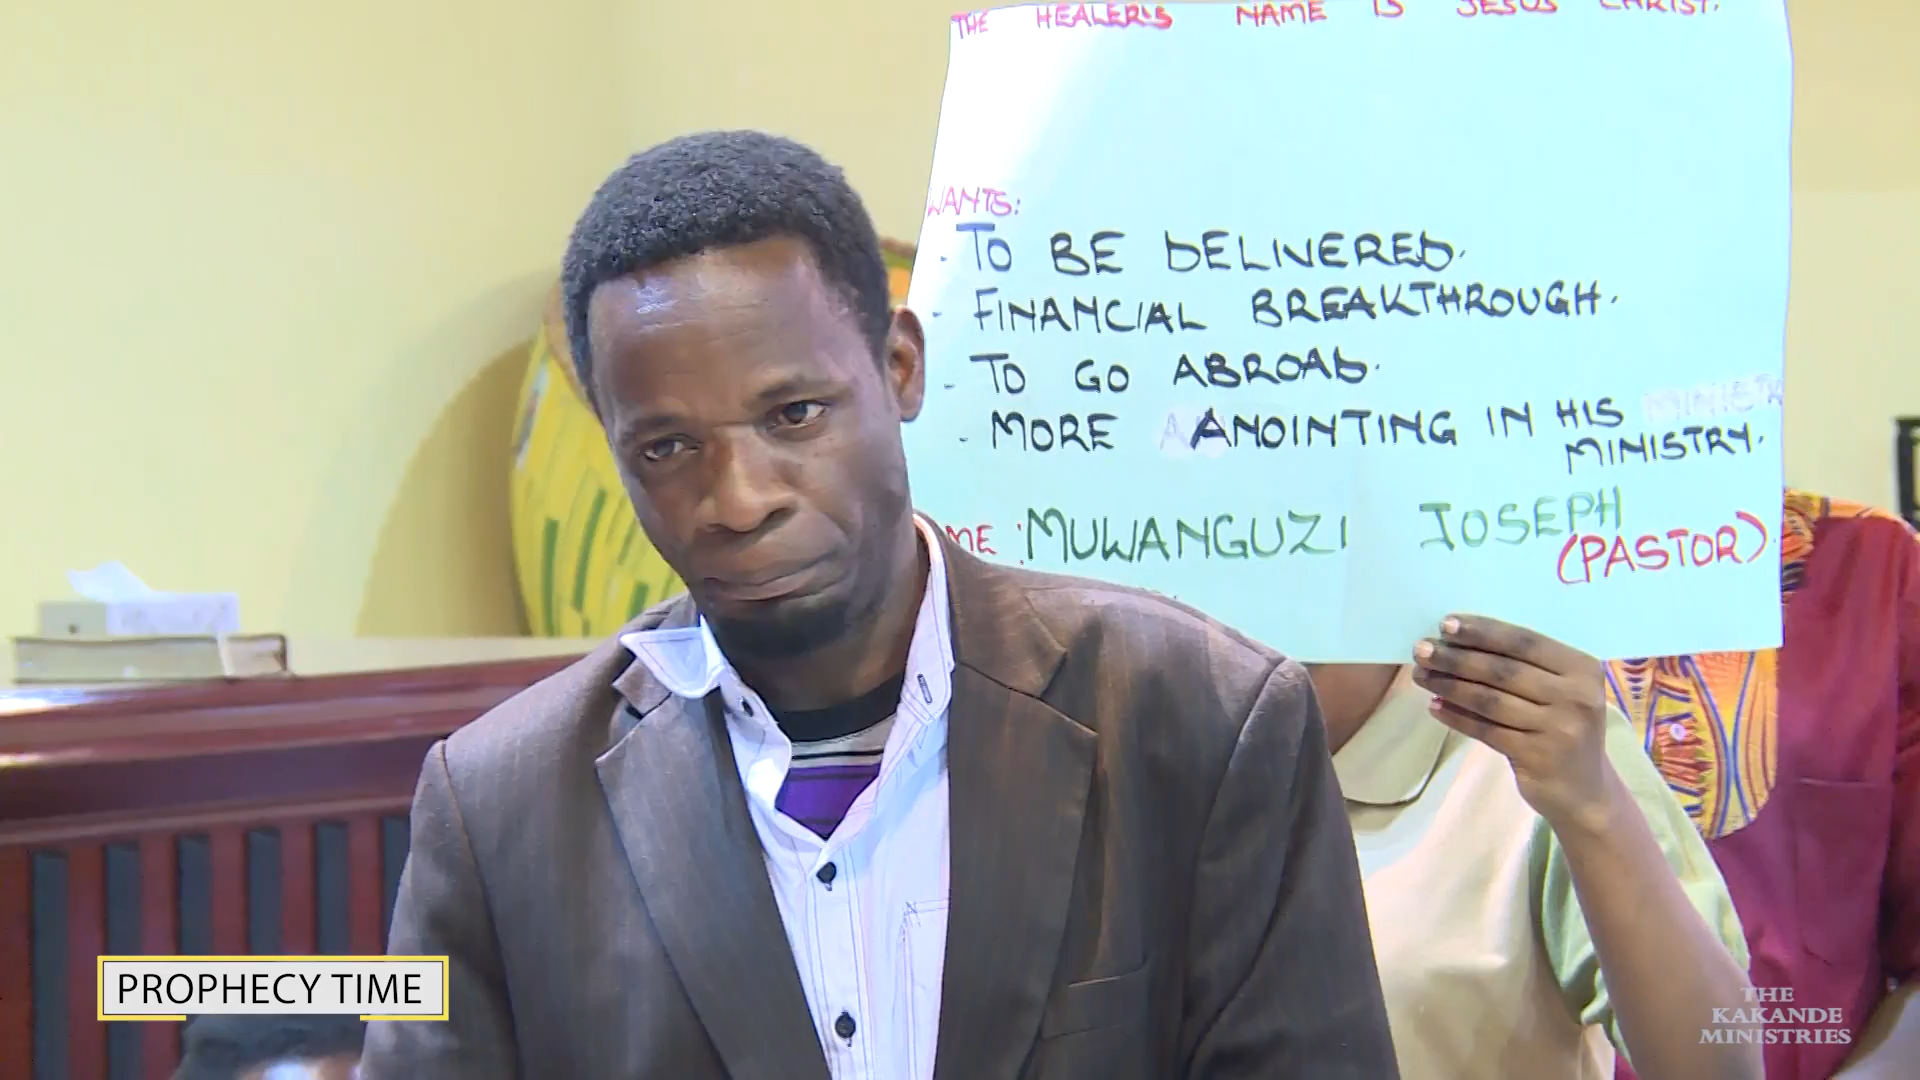 THE HEALER'S NAME IS JESUS CHRIST.
WANTS:
- TO BE DELIVERED.
- FINANCIAL BREAKTHROUGH.
- TO GO ABROAD.
- MORE ANOINTING IN HIS
MINISTRY.
ME : MUWANGUZI JOSEPH
(PASTOR)
PROPHECY TIME
THE
KAKANDE
MINISTRIES